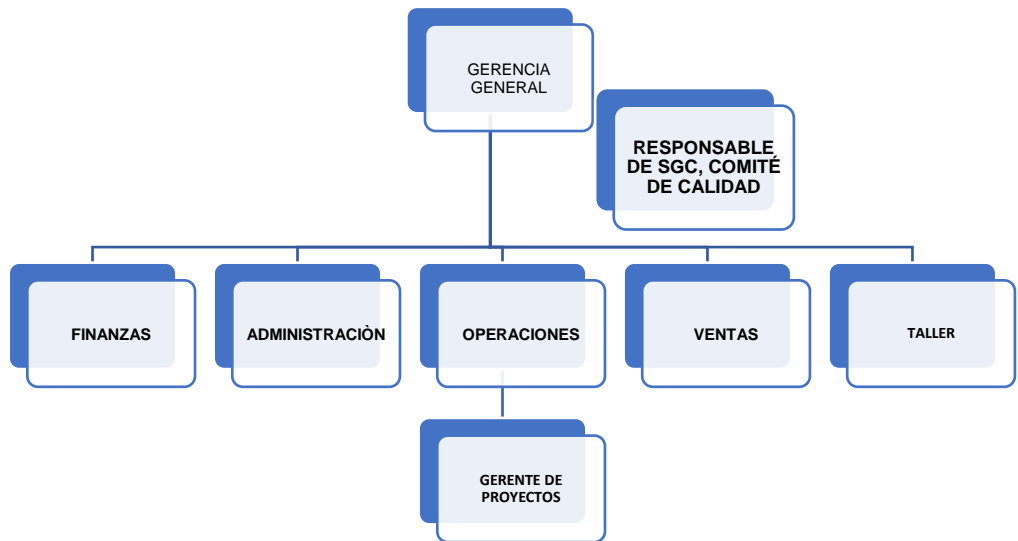 GERENCIA
GENERAL
RESPONSABLE
DE SGC, COMITÉ
DE CALIDAD
FINANZAS
ADMINISTRACIÒN
OPERACIONES
VENTAS
TALLER
GERENTE DE
PROYECTOS